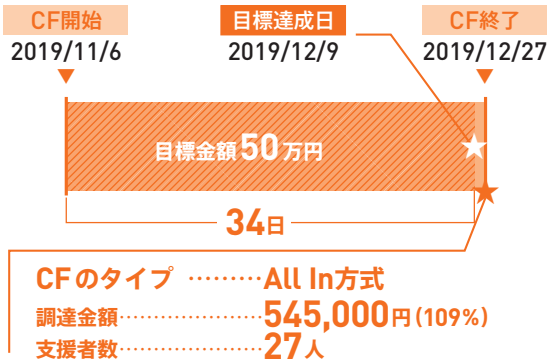 CF開始 目標達成日 CF終了
2019/11/6 2019/12/9 2019/12/27
目標金額50万円
34日
CFのタイプ ………All In方式
調達金額…………………545,000円(109%)
支援者数…………………27人